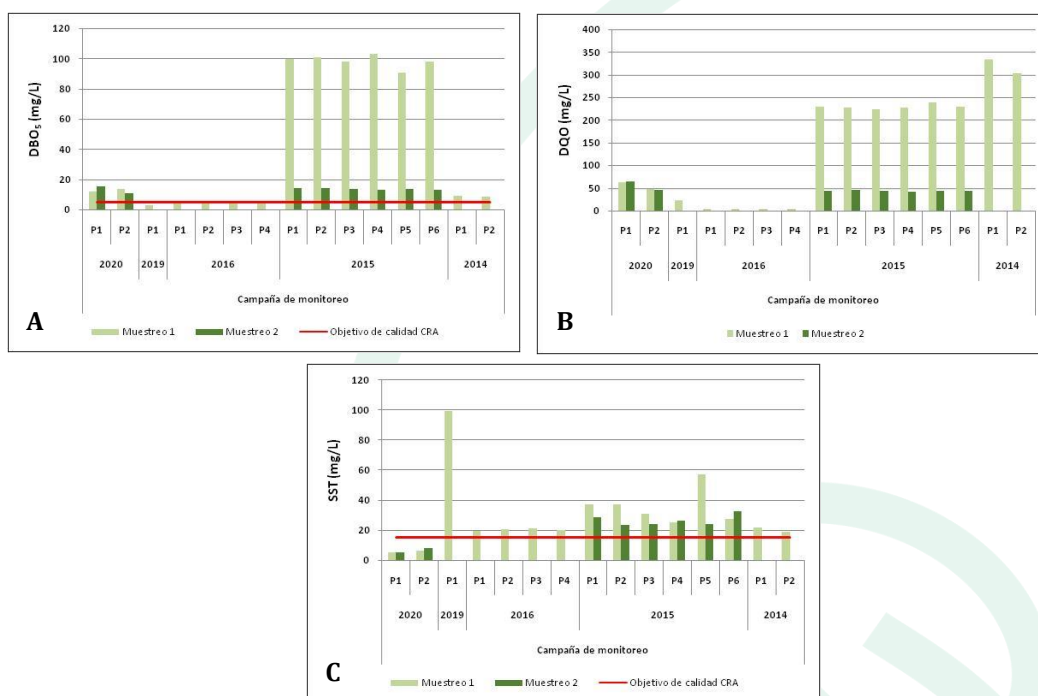 120
100
80
60
40
20
0
DBO5 (mg/L)
P1 P2 P1 P1 P2 P3 P4 P1 P2 P3 P4 P5 P6 P1 P2
2020 2019 2016 2015 2014
Campaña de monitoreo
A
Muestreo 1 Muestreo 2 Objetivo de calidad CRA
400
350
300
250
200
150
100
50
0
DQO (mg/L)
P1 P2 P1 P1 P2 P3 P4 P1 P2 P3 P4 P5 P6 P1 P2
2020 2019 2016 2015 2014
Campaña de monitoreo
B
Muestreo 1 Muestreo 2
120
100
80
60
40
20
0
SST (mg/L)
P1 P2 P1 P1 P2 P3 P4 P1 P2 P3 P4 P5 P6 P1 P2
2020 2019 2016 2015 2014
Campaña de monitoreo
C
Muestreo 1 Muestreo 2 Objetivo de calidad CRA